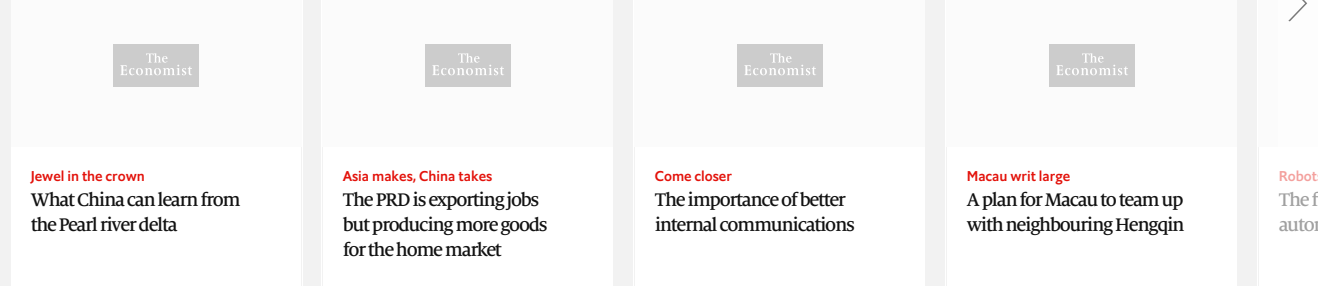 The
Economist
Jewel in the crown
What China can learn from
the Pearl river delta
The
Economist
Asia makes, China takes
The PRD is exporting jobs
but producing more goods
for the home market
The
Economist
Come closer
The importance of better
internal communications
The
Economist
Macau writ large
A plan for Macau to team up
with neighbouring Hengqin
The